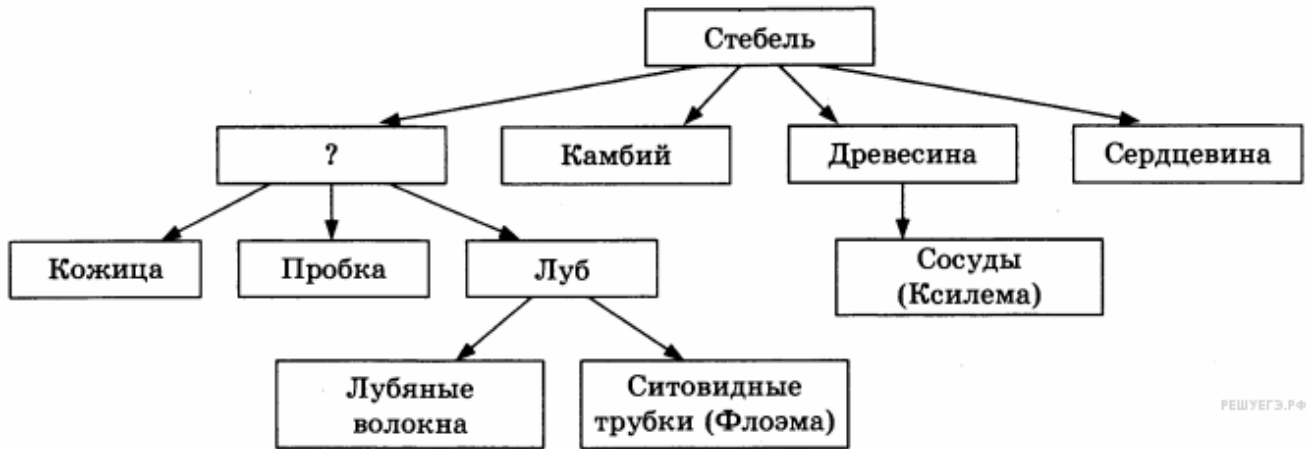 Стебель
?
Камбий
Древесина
Сердцевина
Кожица
Пробка
Луб
Сосуды
(Ксилема)
Лубяные
волокна
Ситовидные
трубки (Флоэма)
РЕШУЕГЭ.РФ